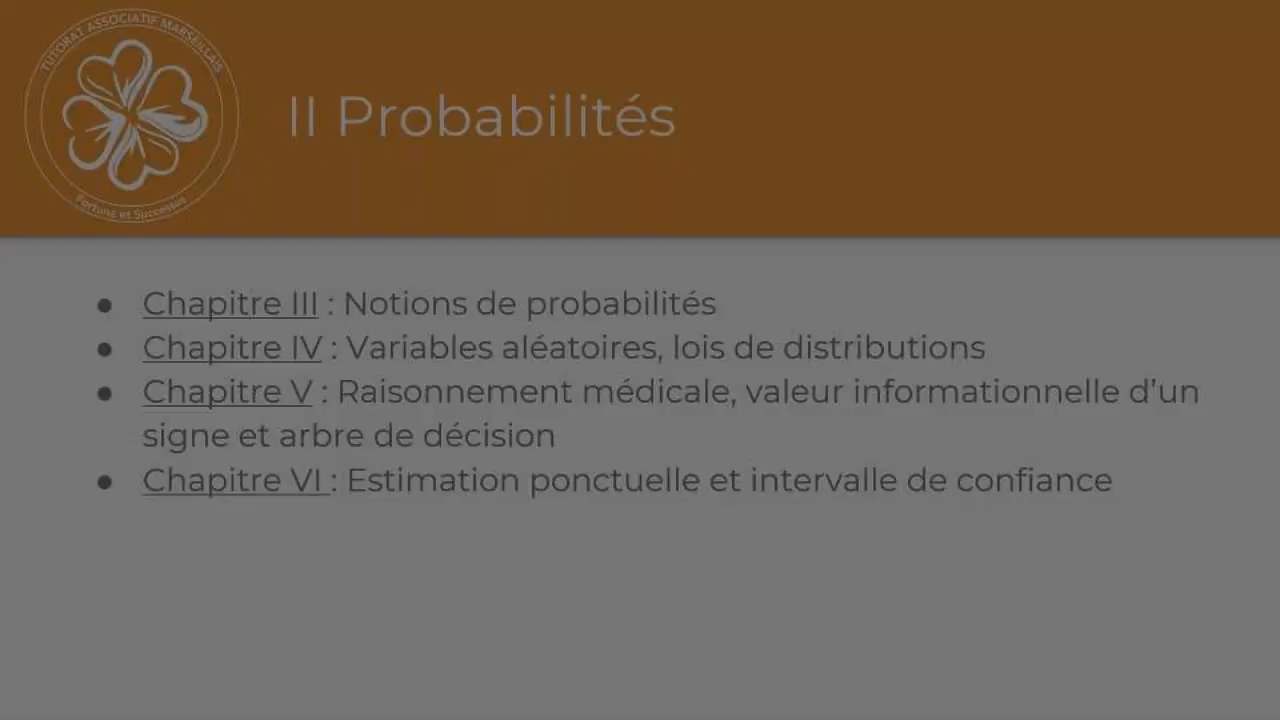 TUTORAT ASSOCIATIF MARSEILLAIS
Fortuna et Successus
II Probabilités
● Chapitre III : Notions de probabilités
● Chapitre IV : Variables aléatoires, lois de distributions
● Chapitre V : Raisonnement médicale, valeur informationnelle d’un
signe et arbre de décision
● Chapitre VI : Estimation ponctuelle et intervalle de confiance